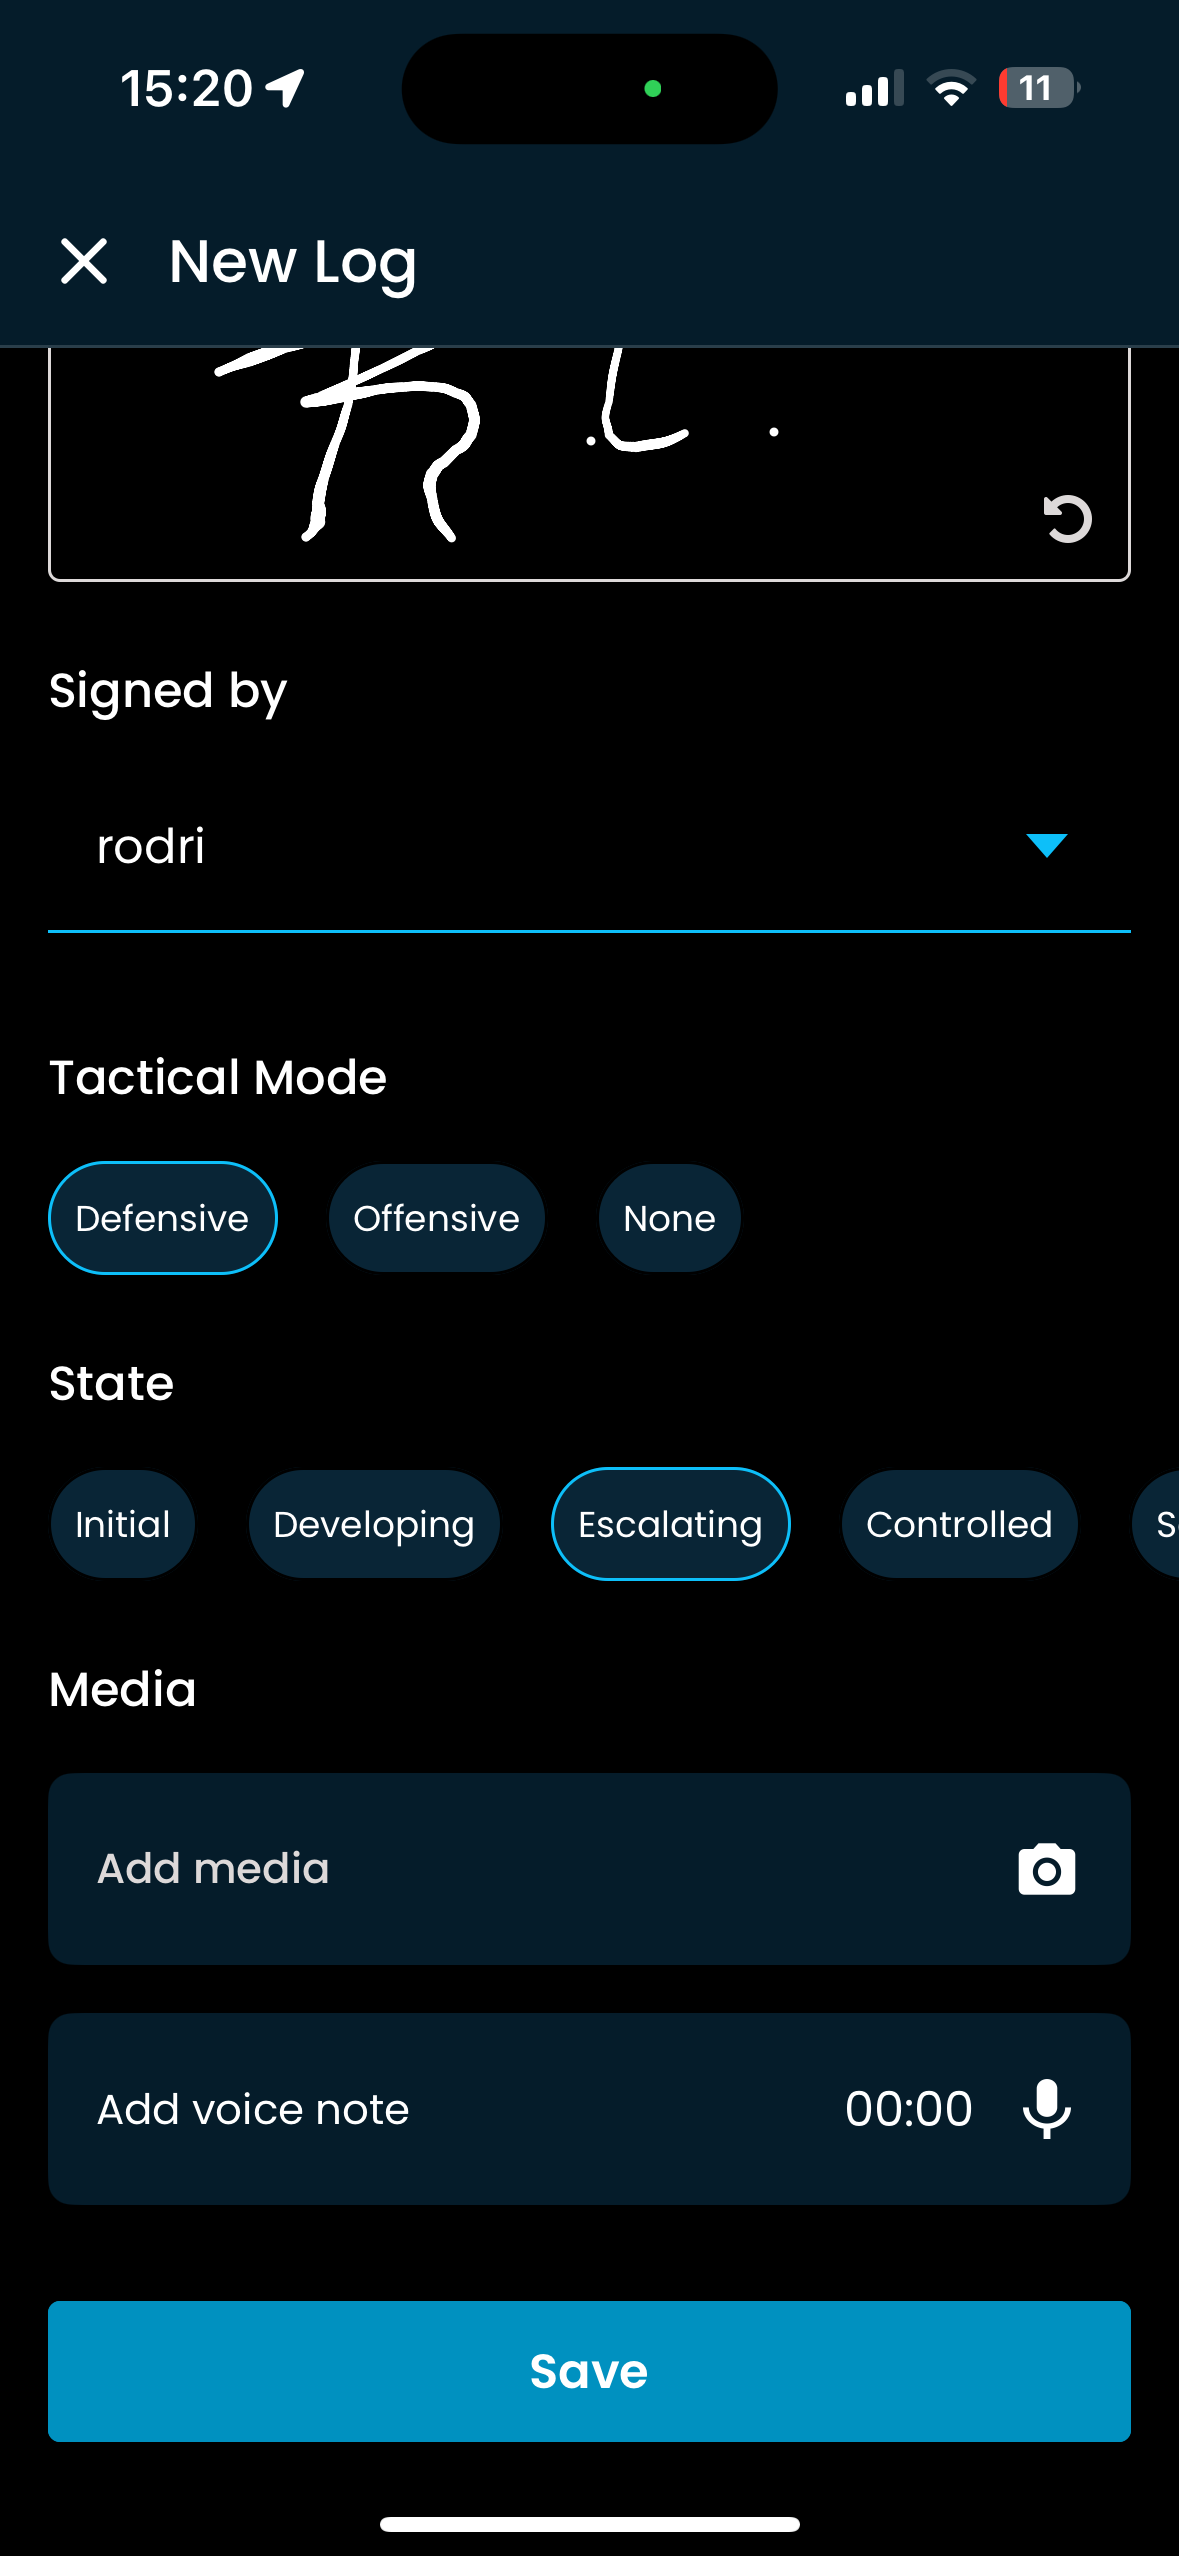 15:20 11
New Log
R.L.
Signed by
rodri
Tactical Mode
Defensive Offensive None
State
Initial Developing Escalating Controlled
Media
Add media
Add voice note 00:00
Save